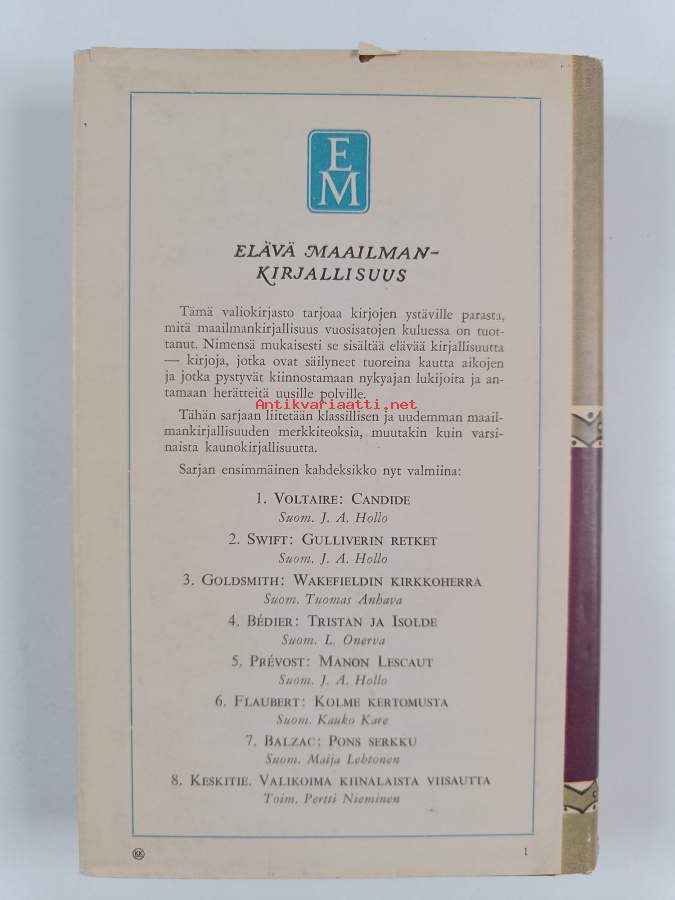 E
M
ELÄVÄ MAAILMAN-
KIRJALLISUUS
Tämä valiokirjasto tarjoaa kirjojen ystäville parasta,
mitä maailmankirjallisuus vuosisatojen kuluessa on tuot-
tanut. Nimensä mukaisesti se sisältää elävää kirjallisuutta
— kirjoja, jotka ovat säilyneet tuoreina kautta aikojen
ja jotka pystyvät kiinnostamaan nykyajan lukijoita ja an-
tamaan herätteitä uusille polville.
Antikvariaatti.net
Tähän sarjaan liitetään klassillisen ja uudemman maail-
mankirjallisuuden merkkiteoksia, muutakin kuin varsi-
naista kaunokirjallisuutta.
Sarjan ensimmäinen kahdeksikko nyt valmiina:
1. VOLTAIRE: CANDIDE
Suom. J. A. Hollo
2. SWIFT: GULLIVERIN RETKET
Suom. J. A. Hollo
3. GOLDSMITH: WAKEFIELDIN KIRKKOHERRA
Suom. Tuomas Anhava
4. BÉDIER: TRISTAN JA ISOLDE
Suom. L. Onerva
5. PRÉVOST: MANON LESCAUT
Suom. J. A. Hollo
6. FLAUBERT: KOLME KERTOMUSTA
Suom. Kauko Kare
7. BALZAC: PONS SERKKU
Suom. Maija Lehtonen
8. KESKITIE. VALIKOIMA KIINALAISTA VIISAUTTA
Toim. Pertti Nieminen
KK
1